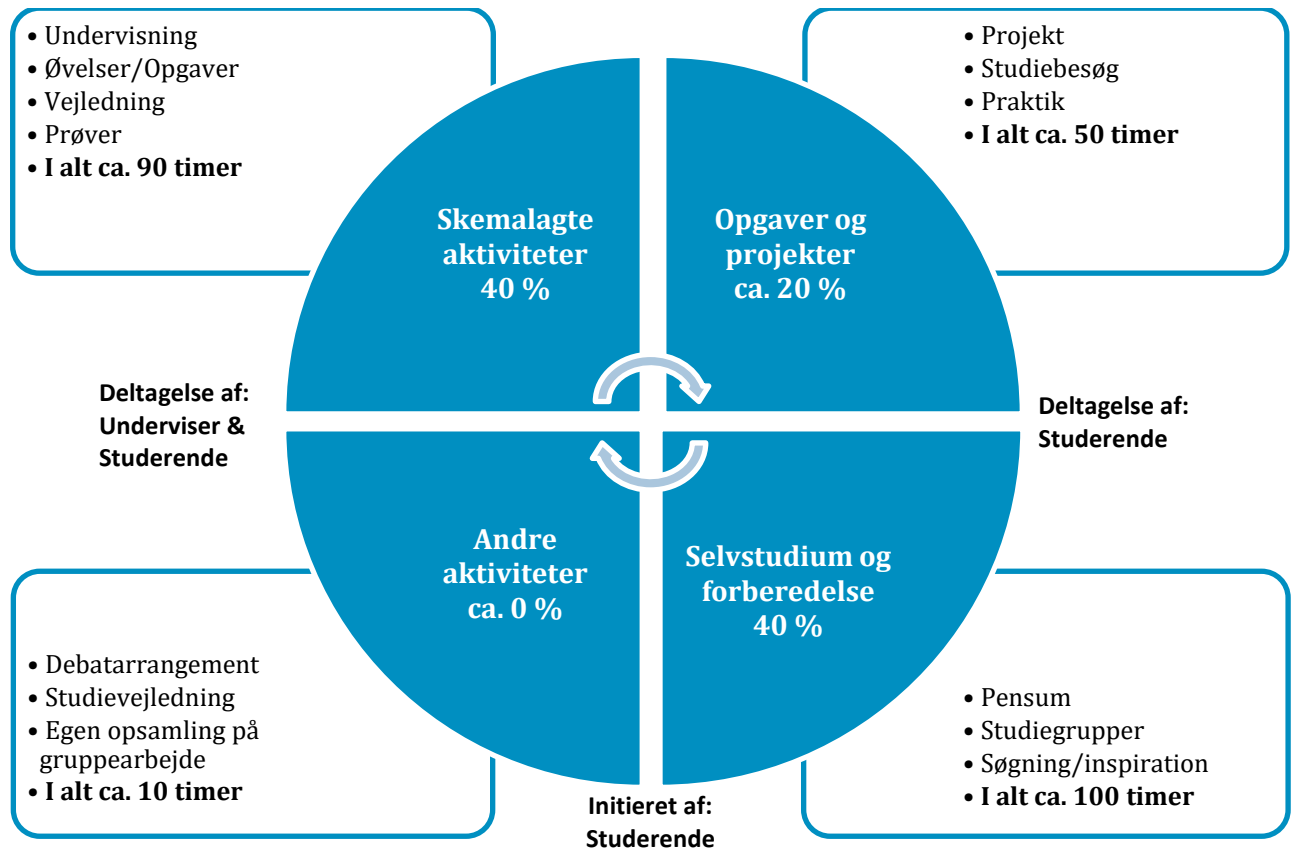 • Undervisning
• Øvelser/Opgaver
• Vejledning
• Prøver
• I alt ca. 90 timer
• Projekt
• Studiebesøg
• Praktik
• I alt ca. 50 timer
Skemalagte
aktiviteter
40 %
Opgaver og
projekter
ca. 20 %
Deltagelse af:
Underviser &
Studerende
Deltagelse af:
Studerende
Andre
aktiviteter
ca. 0 %
Selvstudium og
forberedelse
40 %
• Debatarrangement
• Studievejledning
• Egen opsamling på
gruppearbejde
• I alt ca. 10 timer
• Pensum
• Studiegrupper
• Søgning/inspiration
• I alt ca. 100 timer
Initieret af:
Studerende